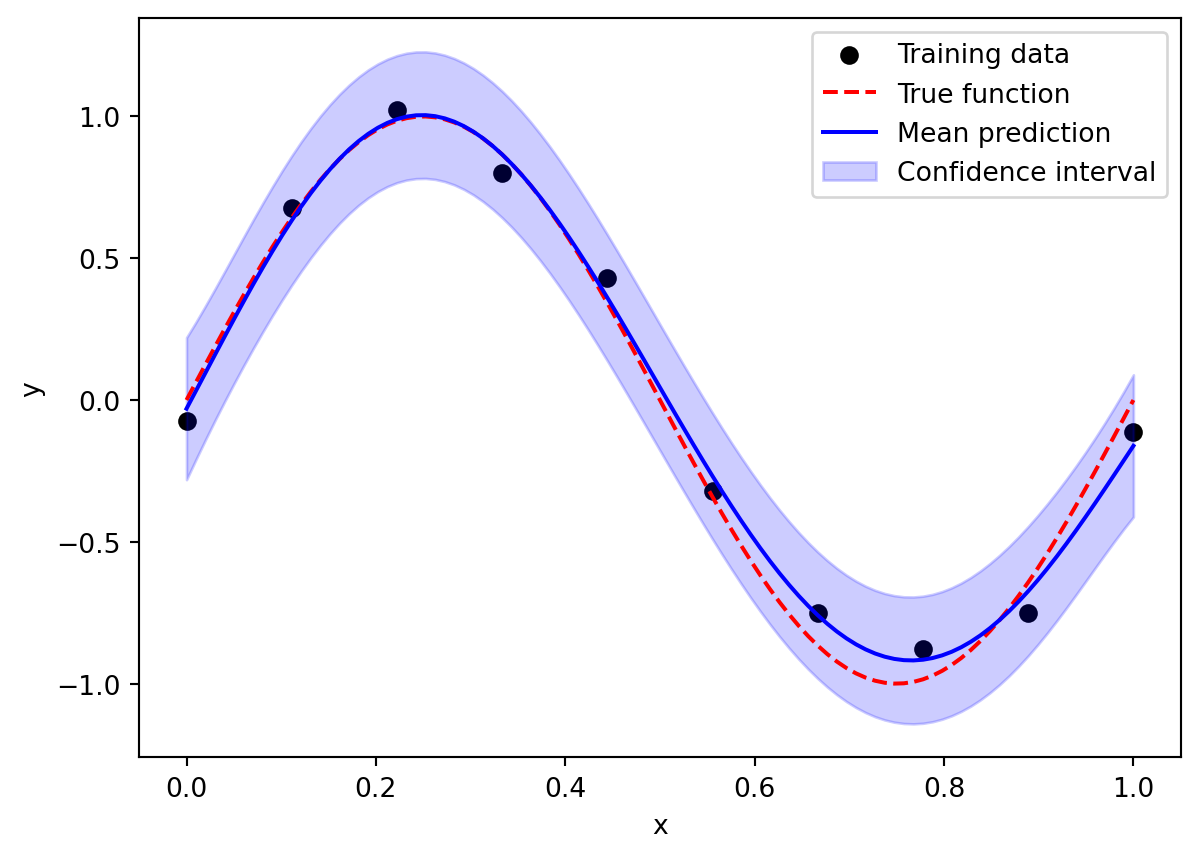 Training data
True function
Mean prediction
Confidence interval
1.0
0.5
0.0
−0.5
−1.0
y
0.0 0.2 0.4 0.6 0.8 1.0
x